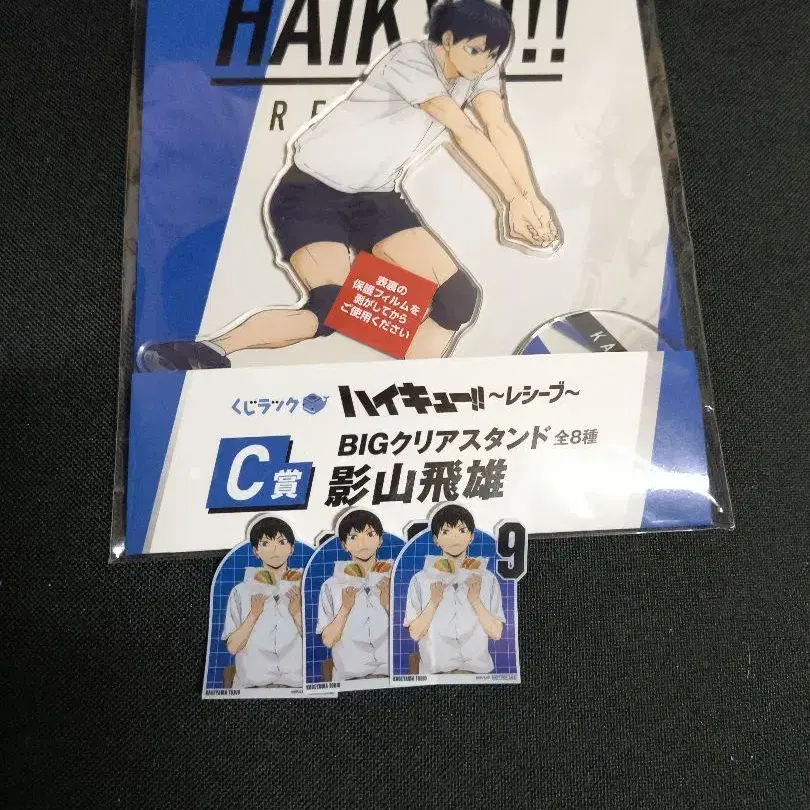 HAIKYU!!
RE
表裏の
保護フィルムを
剥がしてから
ご使用ください
KA
くじラック ハイキュー!! ~レシーブ~
C賞
BIGクリアスタンド 全8種
影山飛雄
9
KAGEYAMA TOBIO
KAGEYAMA TOBIO
KAGEYAMA TOBIO